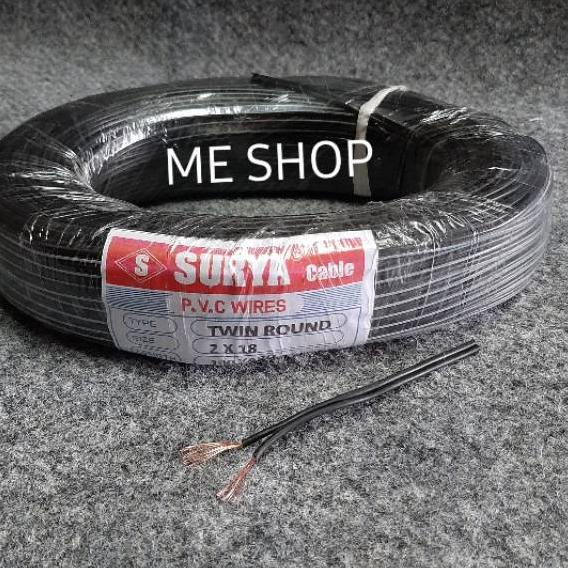 ME SHOP
S SURYA® Cable
P.V.C WIRES
TYPE TWIN ROUND
SIZE 2 X 18